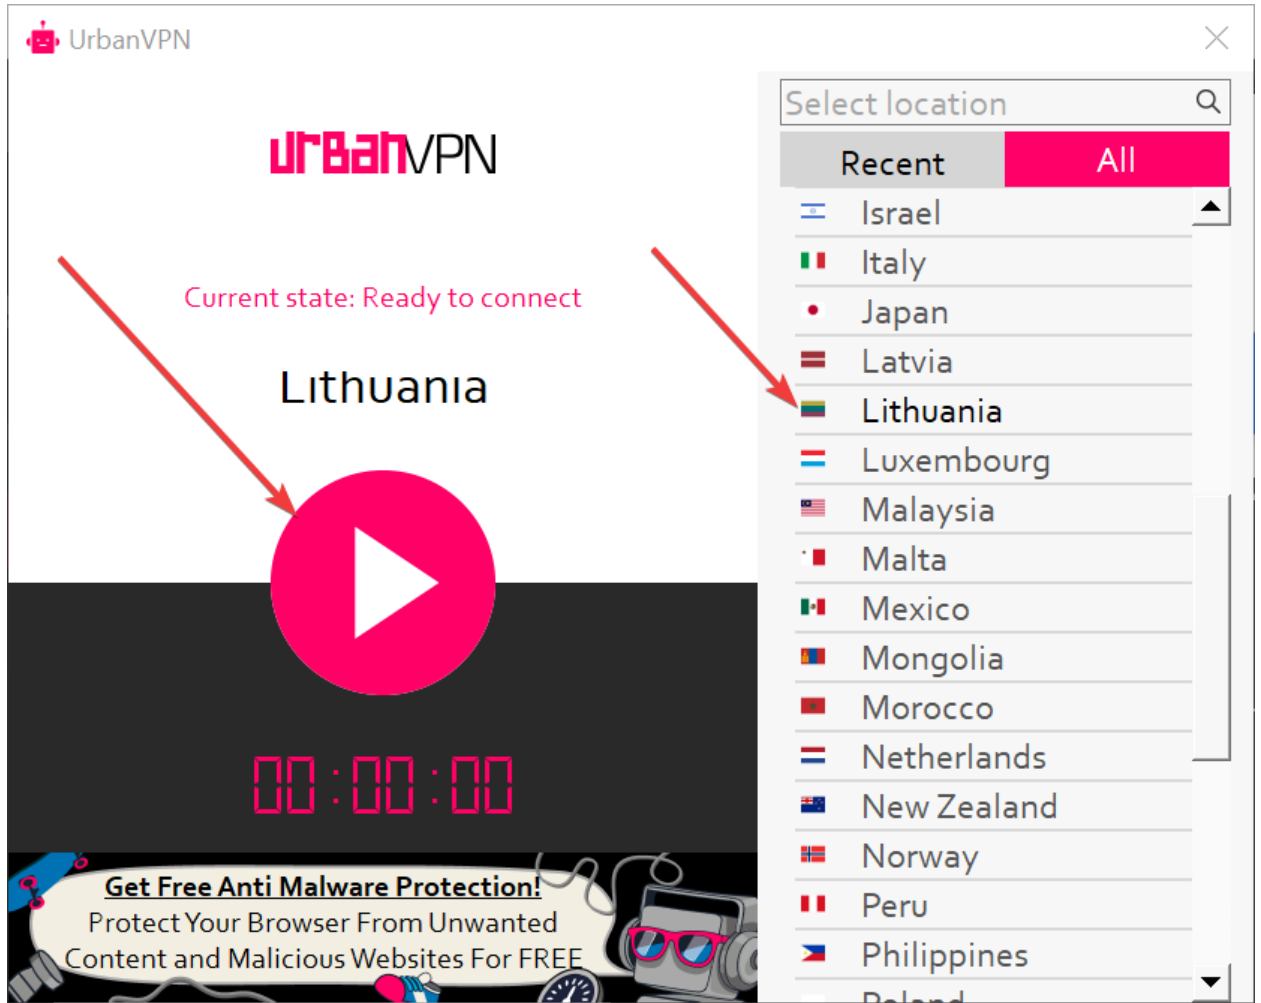 UrbanVPN
urBanVPN
Current state: Ready to connect
Lithuania
00:00:00
Get Free Anti Malware Protection!
Protect Your Browser From Unwanted
Content and Malicious Websites For FREE
Select location
Recent
All
Israel
Italy
Japan
Latvia
Lithuania
Luxembourg
Malaysia
Malta
Mexico
Mongolia
Morocco
Netherlands
New Zealand
Norway
Peru
Philippines
Poland